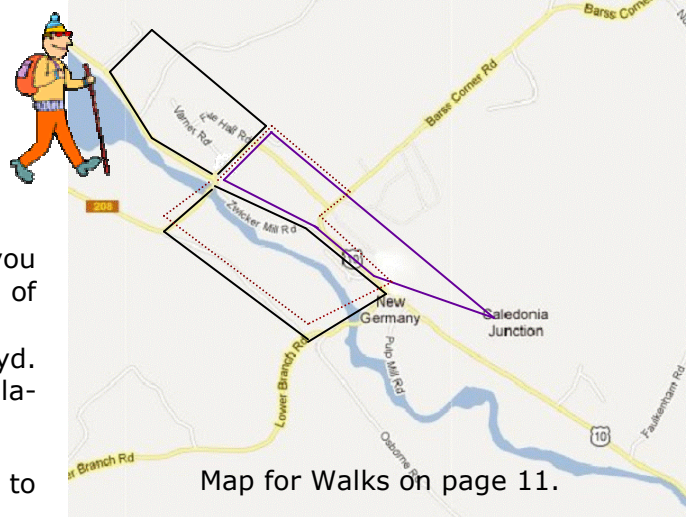 Barss Corner Rd
Barss Corner Rd
Hall Rd
Varner Rd
208
Zwicker Mill Rd
10
you
of
New
Germany
Caledonia
Junction
yd.
la-
Pulp Mill Rd
Lower Branch Rd
Faulkenham Rd
10
Osborne
er Branch Rd
to
Map for Walks on page 11.